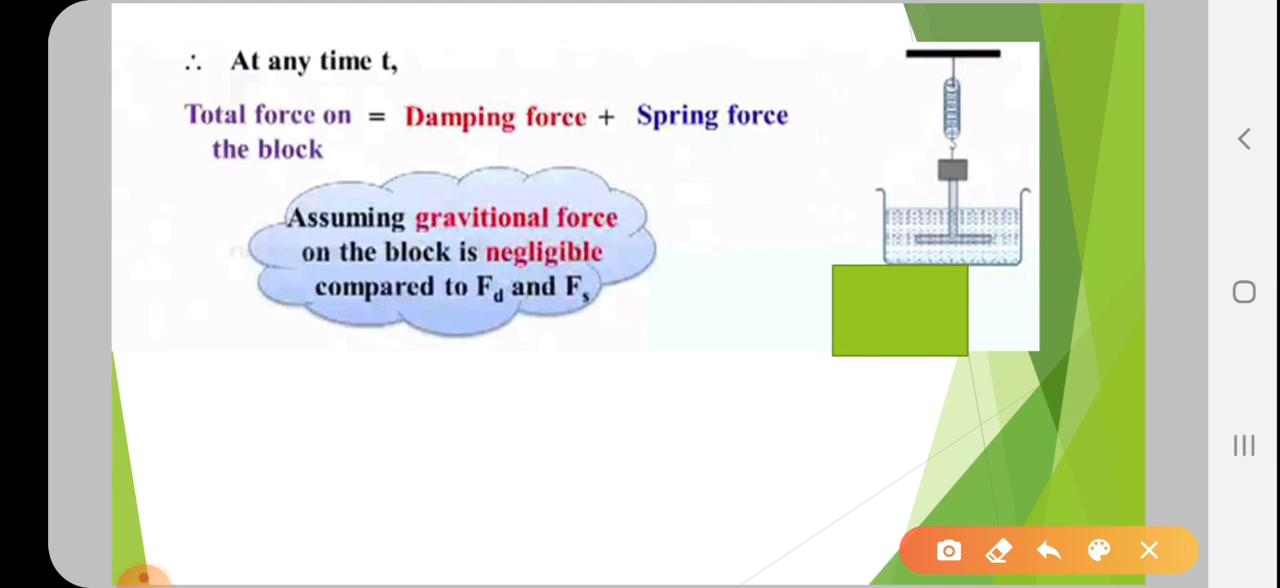 ∴ At any time t,
Total force on = Damping force + Spring force
the block
Assuming gravitional force
on the block is negligible
compared to Fd and Fs